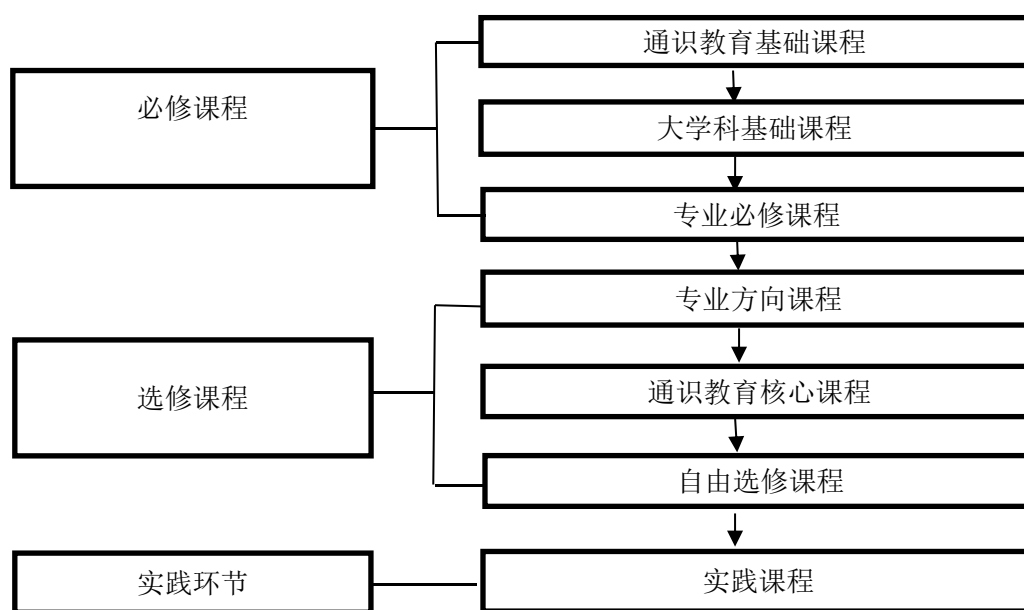 通识教育基础课程
必修课程
大学科基础课程
专业必修课程
专业方向课程
选修课程
通识教育核心课程
自由选修课程
实践环节
实践课程